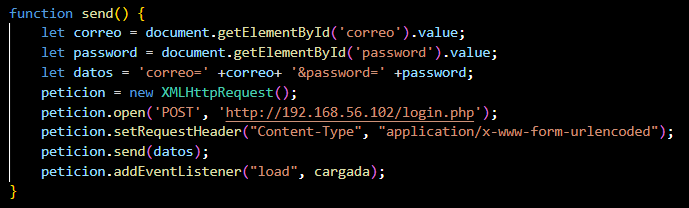 function send() {
let correo = document.getElementById('correo').value;
let password = document.getElementById('password').value;
let datos = 'correo=' +correo+ '&password=' +password;
peticion = new XMLHttpRequest();
peticion.open('POST', 'http://192.168.56.102/login.php');
peticion.setRequestHeader("Content-Type", "application/x-www-form-urlencoded");
peticion.send(datos);
peticion.addEventListener("load", cargada);
}